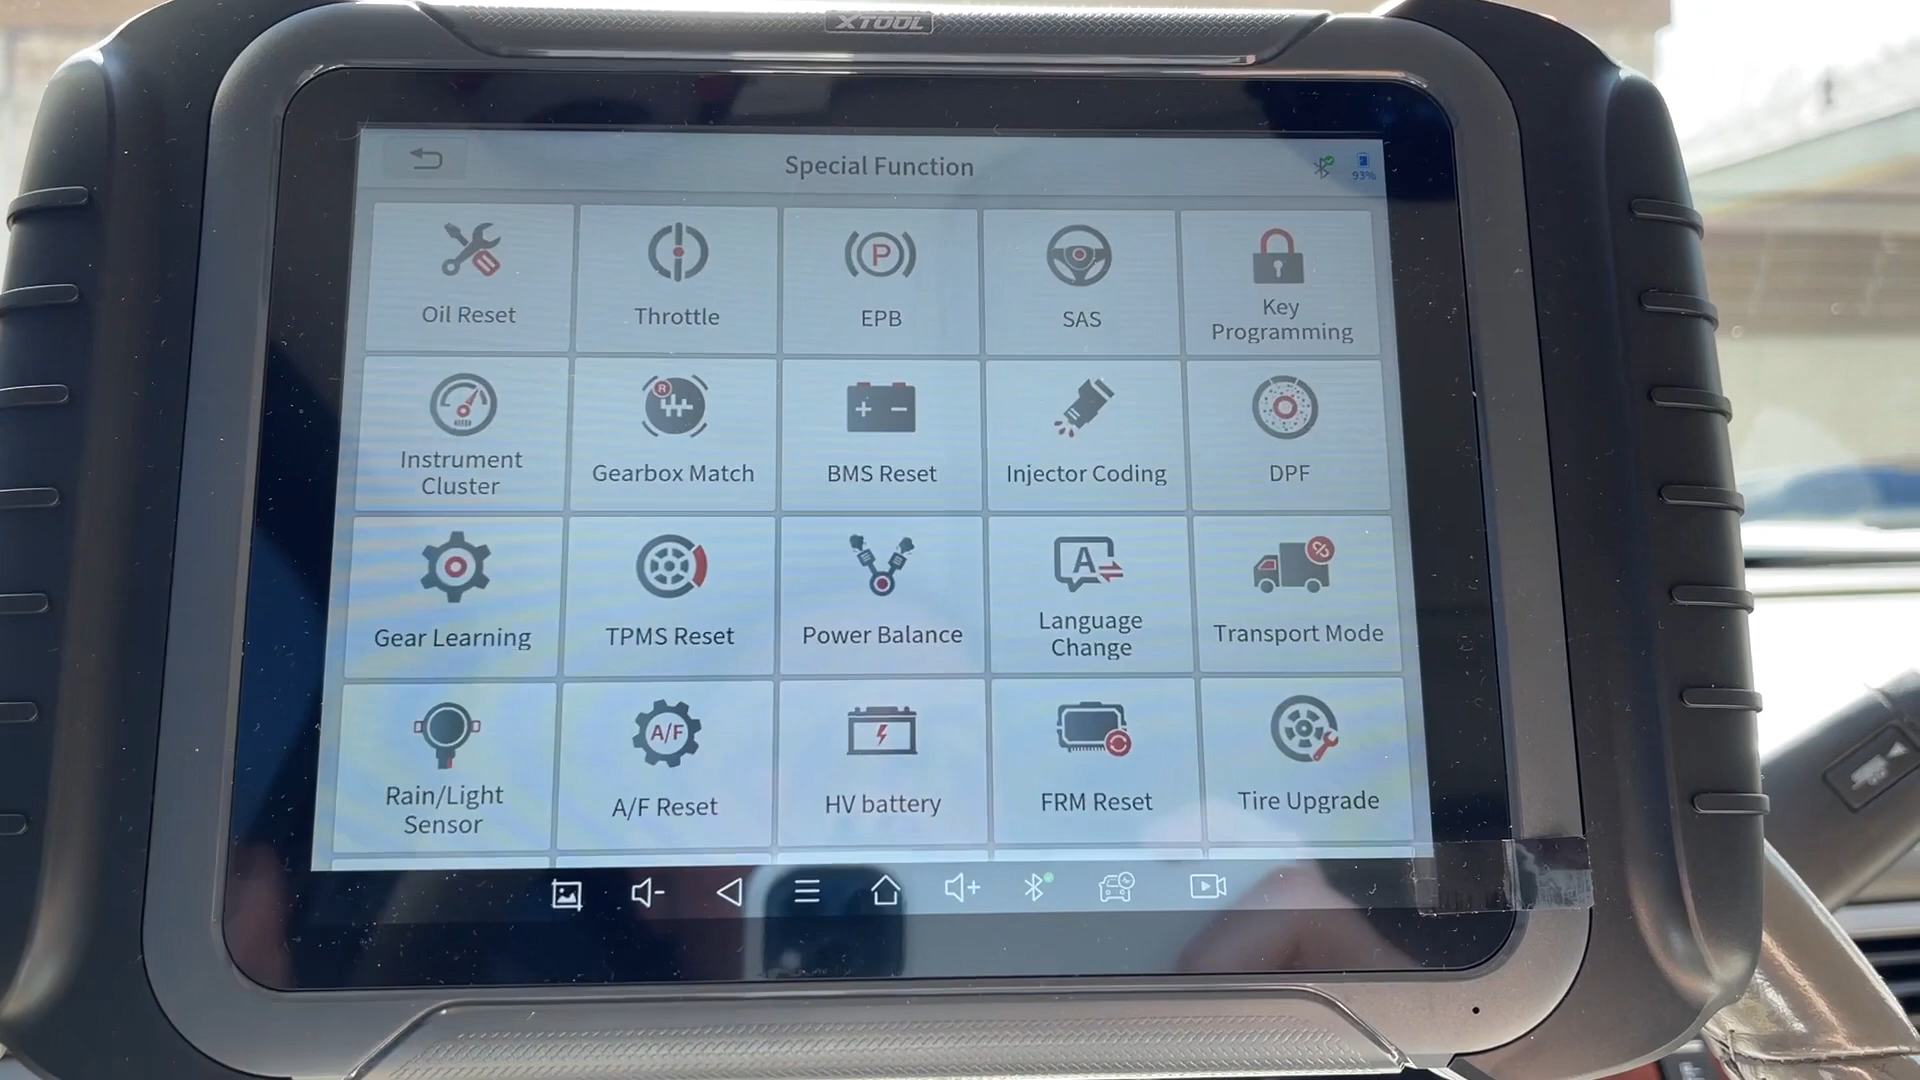 XTOOL
Special Function
93%
Oil Reset
Throttle
P
EPB
SAS
Key
Programming
Instrument
Cluster
R
Gearbox Match
BMS Reset
Injector Coding
DPF
Gear Learning
TPMS Reset
Power Balance
A
Language
Change
Transport Mode
Rain/Light
Sensor
A/F
A/F Reset
HV battery
FRM Reset
Tire Upgrade